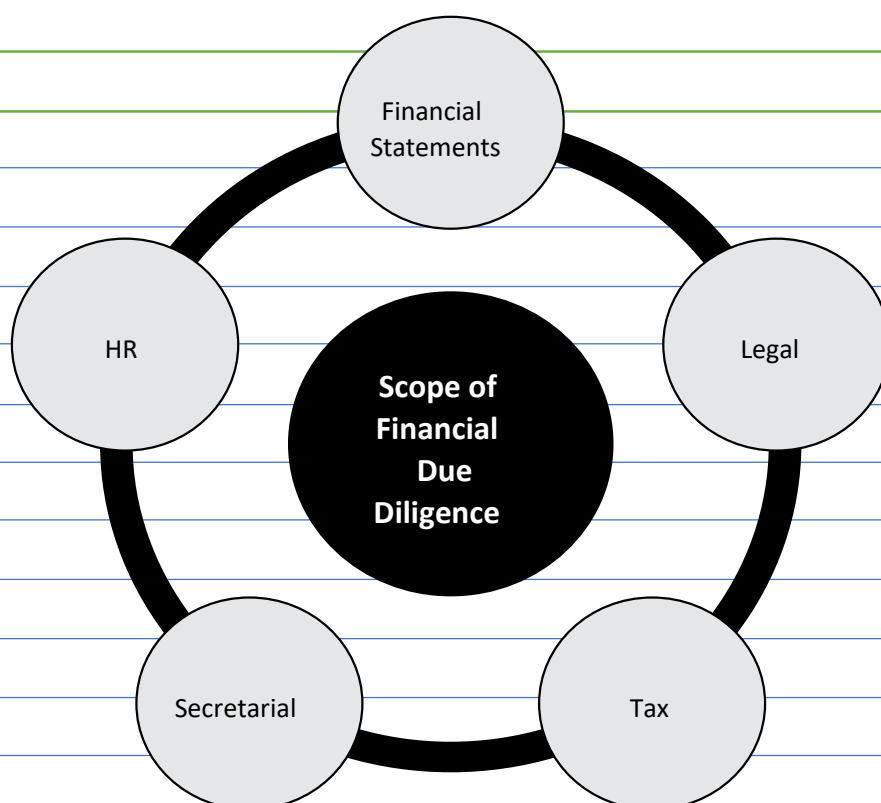 Financial
Statements
HR
Legal
Scope of
Financial
Due
Diligence
Secretarial
Tax